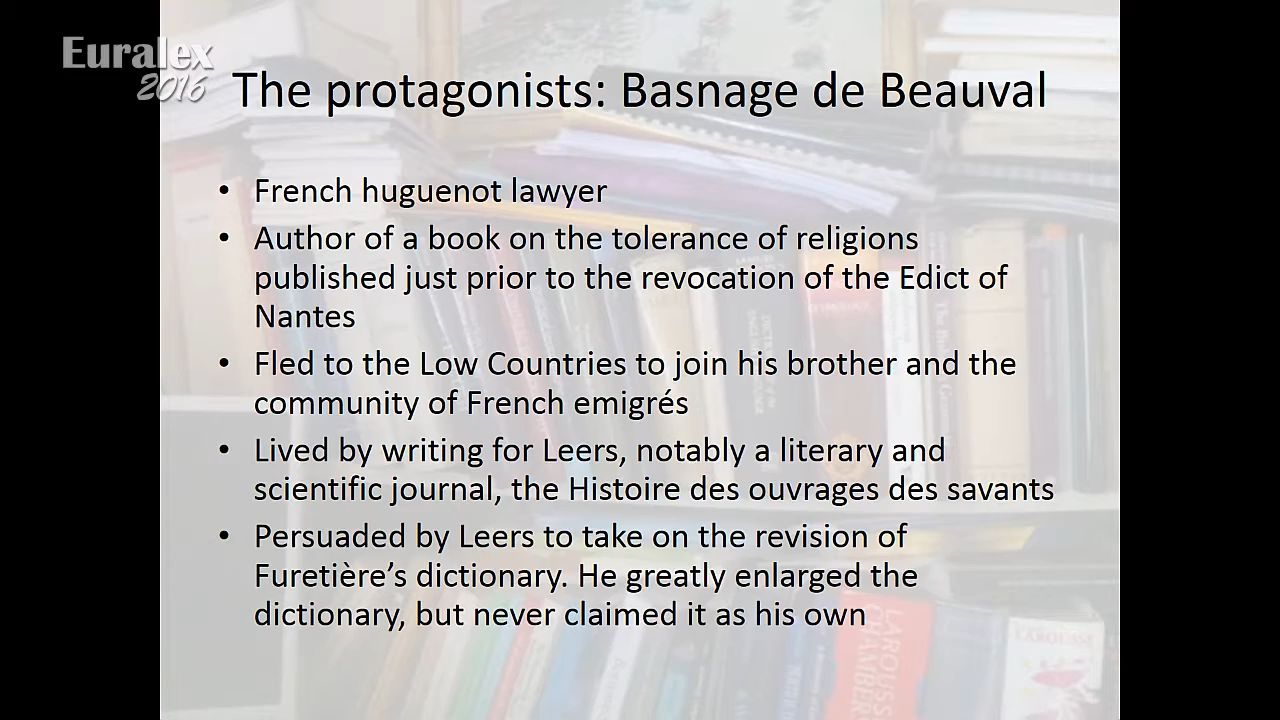 Euralex
2016
The protagonists: Basnage de Beauval
• French huguenot lawyer
• Author of a book on the tolerance of religions
published just prior to the revocation of the Edict of
Nantes
• Fled to the Low Countries to join his brother and the
community of French emigrés
• Lived by writing for Leers, notably a literary and
scientific journal, the Histoire des ouvrages des savants
• Persuaded by Leers to take on the revision of
Furetière’s dictionary. He greatly enlarged the
dictionary, but never claimed it as his own